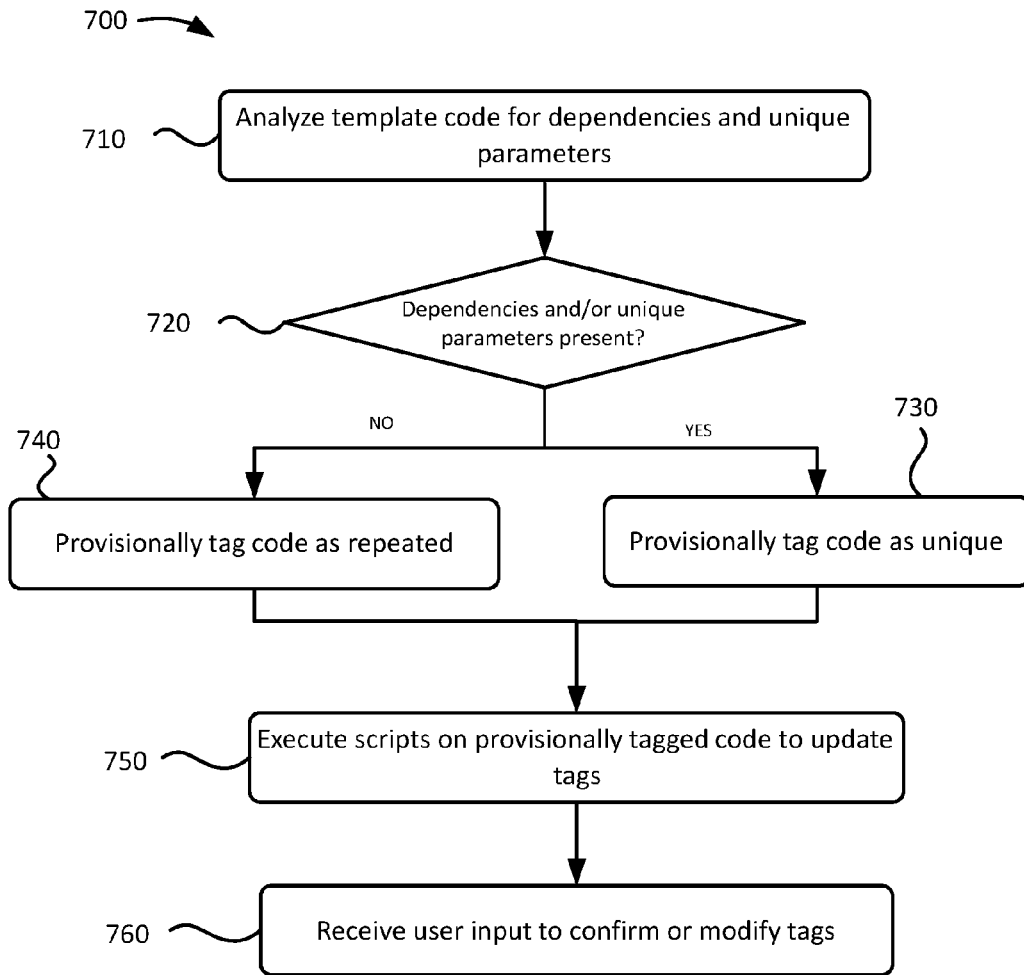 700
Analyze template code for dependencies and unique
parameters
710
Dependencies and/or unique
parameters present?
720
NO
YES
730
740
Provisionally tag code as repeated
Provisionally tag code as unique
Execute scripts on provisionally tagged code to update
tags
750
Receive user input to confirm or modify tags
760